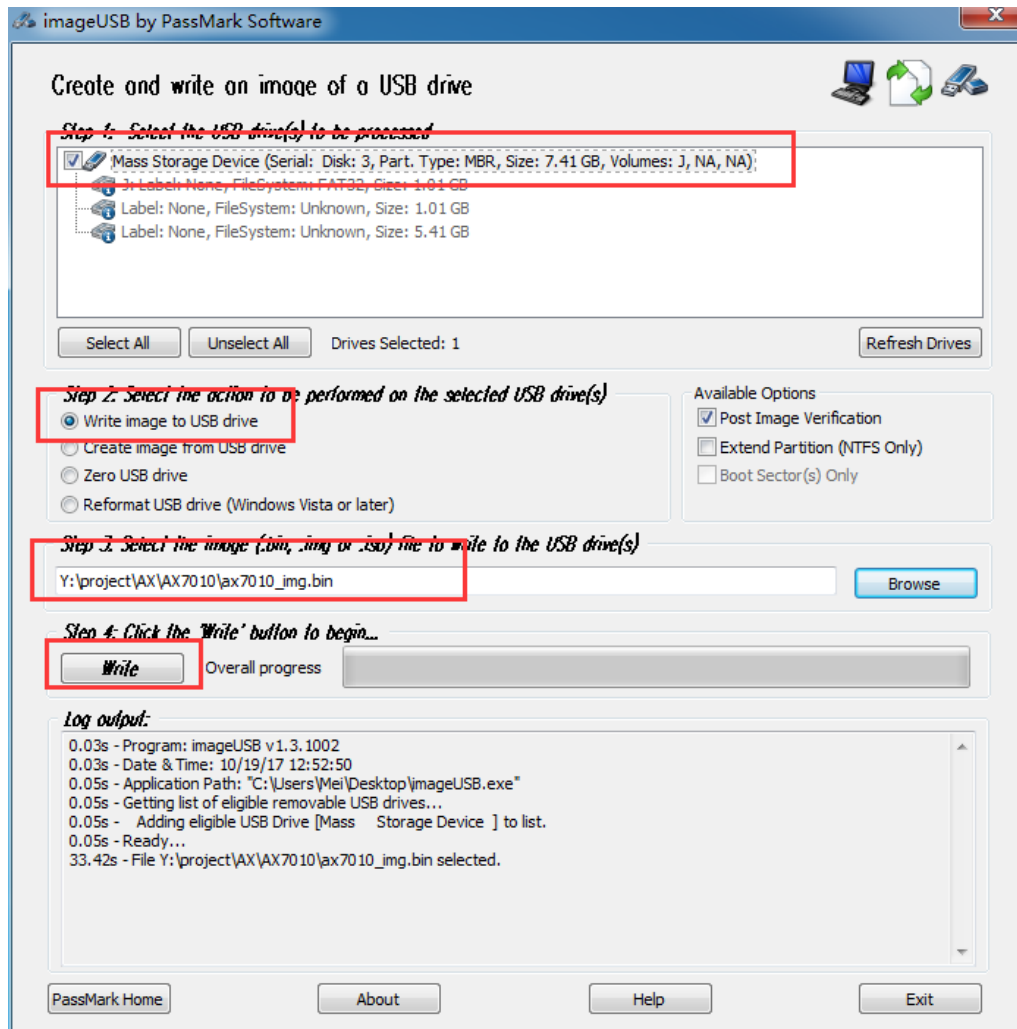 imageUSB by PassMark Software
Create and write an image of a USB drive
Step 1: Select the USB drive(s) to be processed
Mass Storage Device (Serial: Disk: 3, Part. Type: MBR, Size: 7.41 GB, Volumes: J, NA, NA)
J: Label: None, FileSystem: FAT32, Size: 1.01 GB
Label: None, FileSystem: Unknown, Size: 1.01 GB
Label: None, FileSystem: Unknown, Size: 5.41 GB
Select All Unselect All Drives Selected: 1 Refresh Drives
Step 2: Select the action to be performed on the selected USB drive(s)
Write image to USB drive
Create image from USB drive
Zero USB drive
Reformat USB drive (Windows Vista or later)
Available Options
Post Image Verification
Extend Partition (NTFS Only)
Boot Sector(s) Only
Step 3: Select the image (.bin, .img or .iso) file to write to the USB drive(s)
Y:\project\AX\AX7010\ax7010_img.bin Browse
Step 4: Click the 'Write' button to begin...
Write Overall progress
Log output:
0.03s - Program: imageUSB v1.3.1002
0.03s - Date & Time: 10/19/17 12:52:50
0.05s - Application Path: "C:\Users\Mei\Desktop\imageUSB.exe"
0.05s - Getting list of eligible removable USB drives...
0.05s - Adding eligible USB Drive [Mass Storage Device ] to list.
0.05s - Ready...
33.42s - File Y:\project\AX\AX7010\ax7010_img.bin selected.
PassMark Home About Help Exit